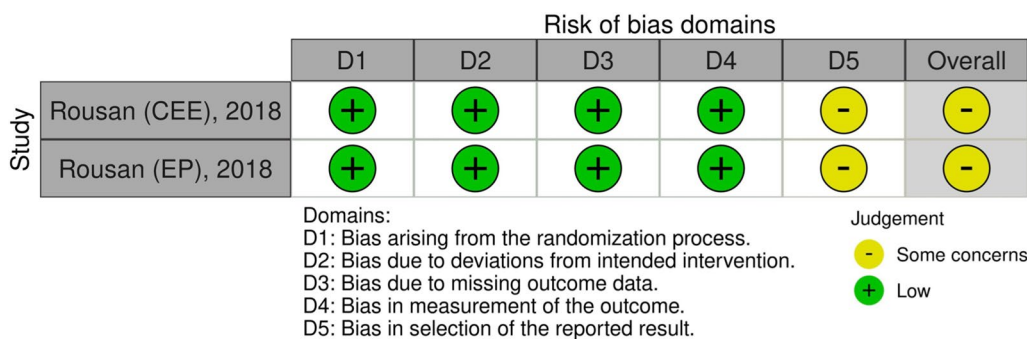 Risk of bias domains
D1 D2 D3 D4 D5 Overall
Study
Rousan (CEE), 2018 + + + + - -
Rousan (EP), 2018 + + + + - -
Domains:
D1: Bias arising from the randomization process.
D2: Bias due to deviations from intended intervention.
D3: Bias due to missing outcome data.
D4: Bias in measurement of the outcome.
D5: Bias in selection of the reported result.
Judgement
- Some concerns
+ Low